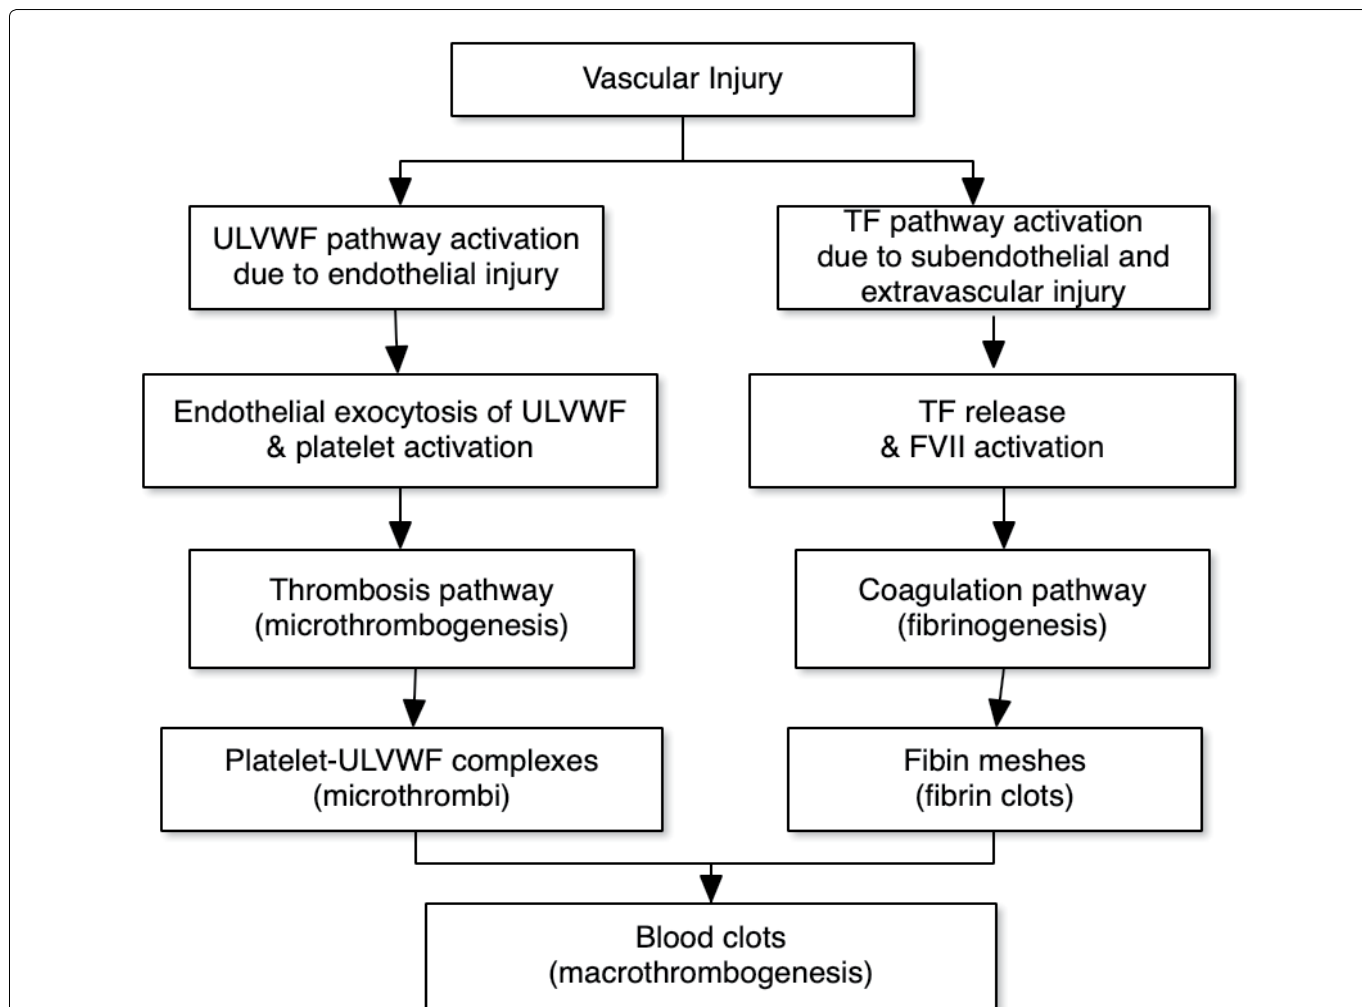 Vascular Injury
ULVWF pathway activation
due to endothelial injury
TF pathway activation
due to subendothelial and
extravascular injury
Endothelial exocytosis of ULVWF
& platelet activation
TF release
& FVII activation
Thrombosis pathway
(microthrombogenesis)
Coagulation pathway
(fibrinogenesis)
Platelet-ULVWF complexes
(microthrombi)
Fibin meshes
(fibrin clots)
Blood clots
(macrothrombogenesis)